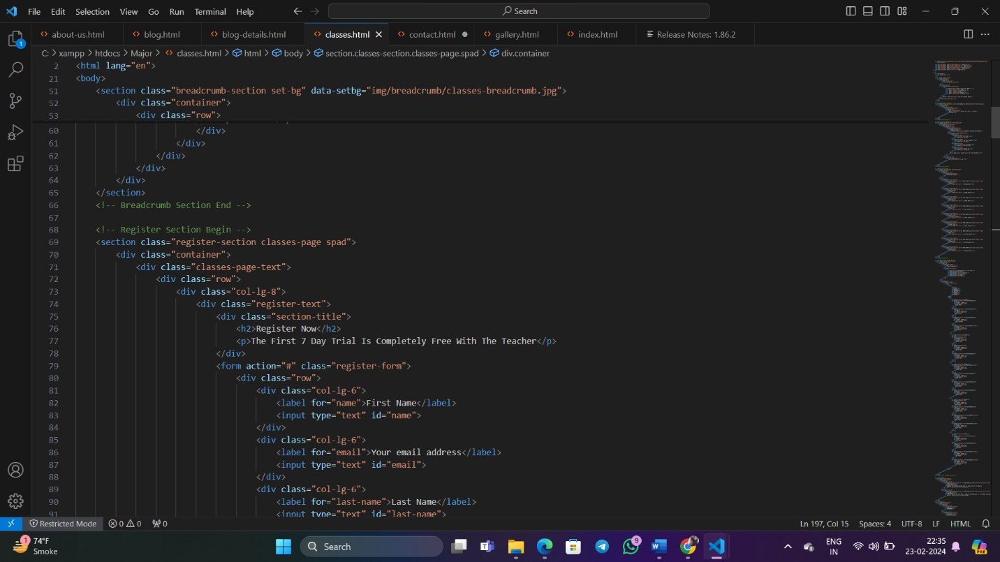 File Edit Selection View Go Run Terminal Help Search
about-us.html blog.html blog-details.html classes.html contact.html gallery.html index.html Release Notes: 1.86.2
C: > xampp > htdocs > Major > classes.html > html > body > section.classes-section.classes-page.spad > div.container
2 <html lang="en">
21 <body>
51 <section class="breadcrumb-section set-bg" data-setbg="img/breadcrumb/classes-breadcrumb.jpg">
52 <div class="container">
53 <div class="row">
60 </div>
61 </div>
62 </div>
63 </div>
64 </div>
65 </section>
66 <!-- Breadcrumb Section End -->
67
68 <!-- Register Section Begin -->
69 <section class="register-section classes-page spad">
70 <div class="container">
71 <div class="classes-page-text">
72 <div class="row">
73 <div class="col-lg-8">
74 <div class="register-text">
75 <div class="section-title">
76 <h2>Register Now</h2>
77 <p>The First 7 Day Trial Is Completely Free With The Teacher</p>
78 </div>
79 <form action="#" class="register-form">
80 <div class="row">
81 <div class="col-lg-6">
82 <label for="name">First Name</label>
83 <input type="text" id="name">
84 </div>
85 <div class="col-lg-6">
86 <label for="email">Your email address</label>
87 <input type="text" id="email">
88 </div>
89 <div class="col-lg-6">
90 <label for="last-name">Last Name</label>
91 <input type="text" id="last-name">
Restricted Mode 0 0 0 Ln 197, Col 15 Spaces: 4 UTF-8 LF HTML
1 74°F Smoke Search 9 ENG IN 22:35 23-02-2024 PRE